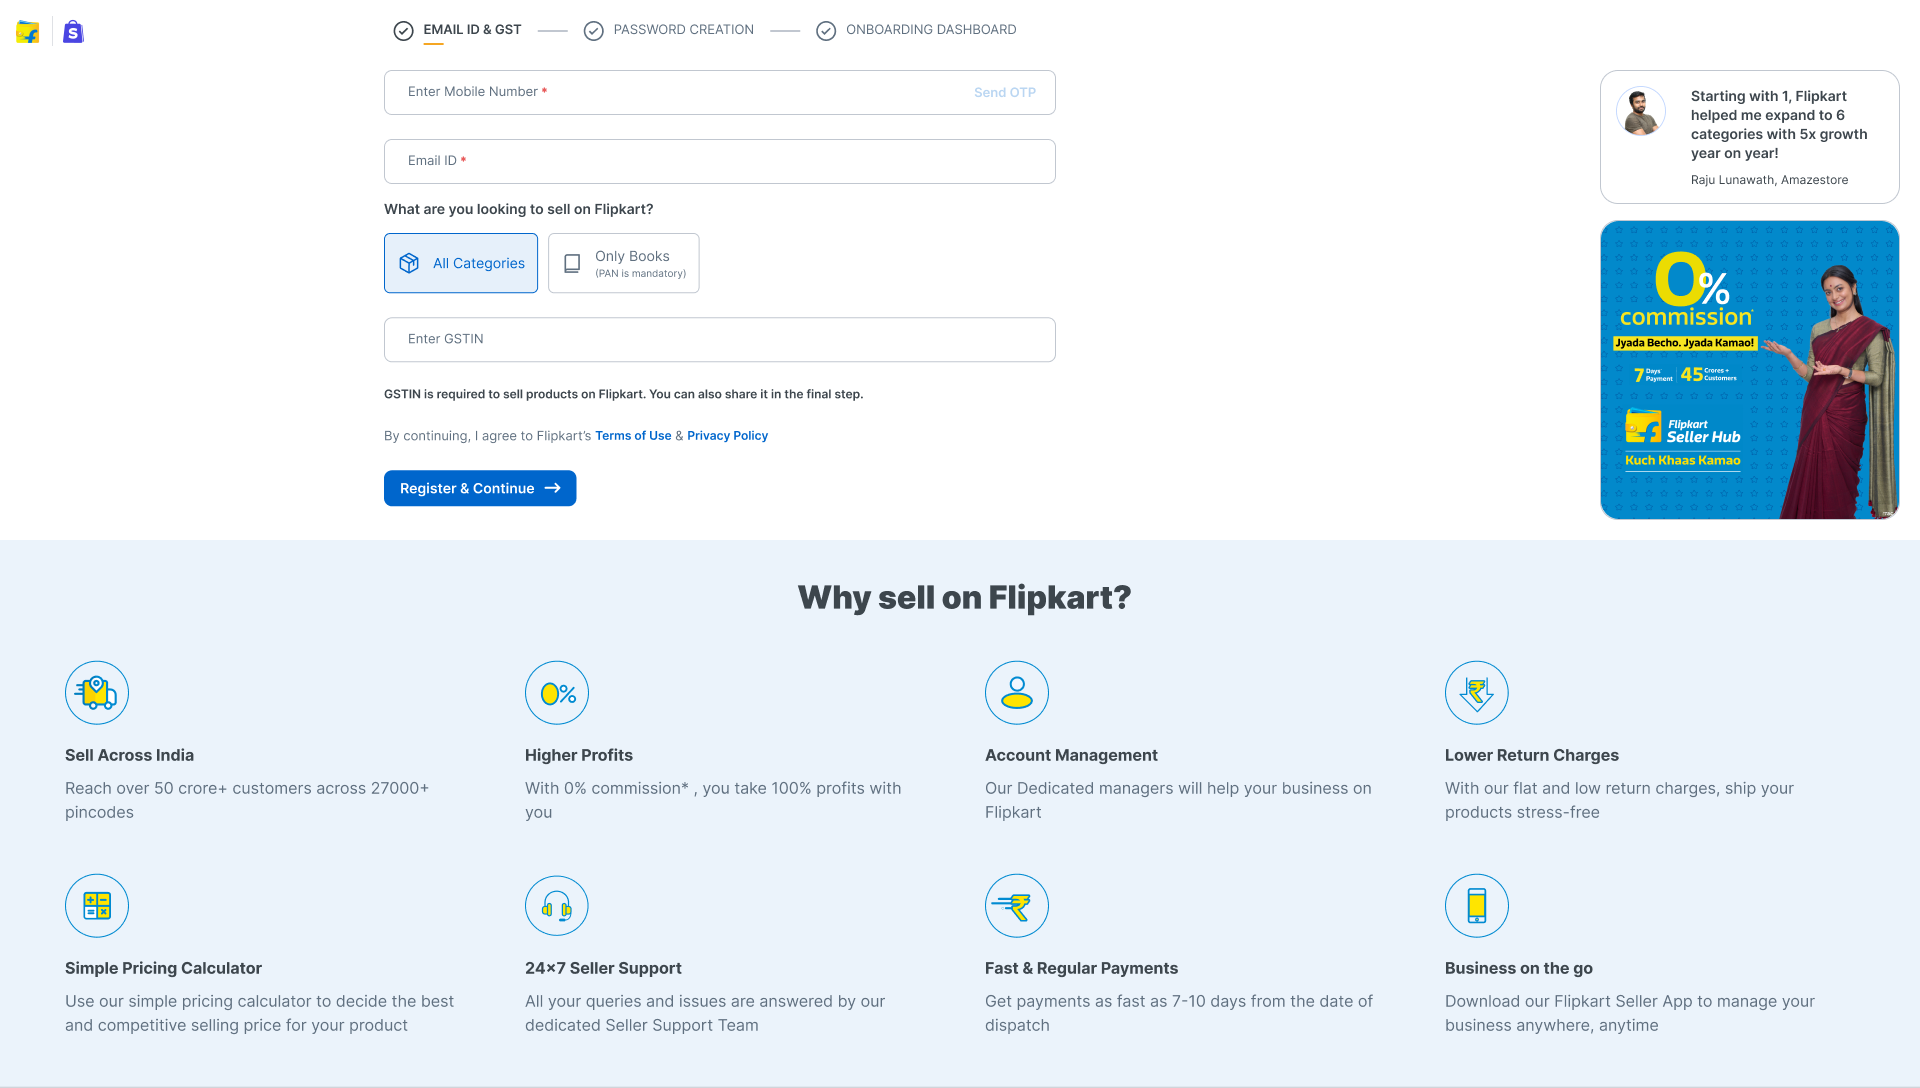 EMAIL ID & GST
PASSWORD CREATION
ONBOARDING DASHBOARD
Enter Mobile Number *
Send OTP
Email ID *
What are you looking to sell on Flipkart?
All Categories
Only Books
(PAN is mandatory)
Enter GSTIN
GSTIN is required to sell products on Flipkart. You can also share it in the final step.
By continuing, I agree to Flipkart's Terms of Use & Privacy Policy
Register & Continue
Starting with 1, Flipkart
helped me expand to 6
categories with 5x growth
year on year!
Raju Lunawath, Amazestore
0%
commission*
Jyada Becho. Jyada Kamao!
7 Days* Payment
45 Crores + Customers
Flipkart
Seller Hub
Kuch Khaas Kamao
Why sell on Flipkart?
Sell Across India
Reach over 50 crore+ customers across 27000+
pincodes
0%
Higher Profits
With 0% commission* , you take 100% profits with
you
Account Management
Our Dedicated managers will help your business on
Flipkart
Lower Return Charges
With our flat and low return charges, ship your
products stress-free
Simple Pricing Calculator
Use our simple pricing calculator to decide the best
and competitive selling price for your product
24x7 Seller Support
All your queries and issues are answered by our
dedicated Seller Support Team
Fast & Regular Payments
Get payments as fast as 7-10 days from the date of
dispatch
Business on the go
Download our Flipkart Seller App to manage your
business anywhere, anytime